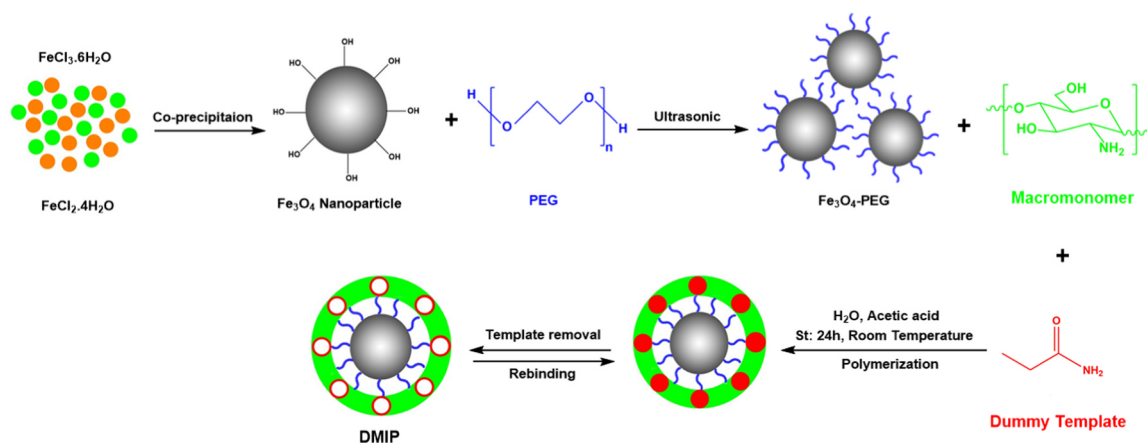 FeCl3.6H2O
FeCl2.4H2O
Co-precipitaion
OH
HO
OH
HO
OH
HO
OH
OH
Fe3O4 Nanoparticle
+
H
O
O
H
n
PEG
Ultrasonic
Fe3O4-PEG
+
OH
O
O
HO
NH2
Macromonomer
+
O
NH2
Dummy Template
H2O, Acetic acid
St: 24h, Room Temperature
Polymerization
Template removal
Rebinding
DMIP